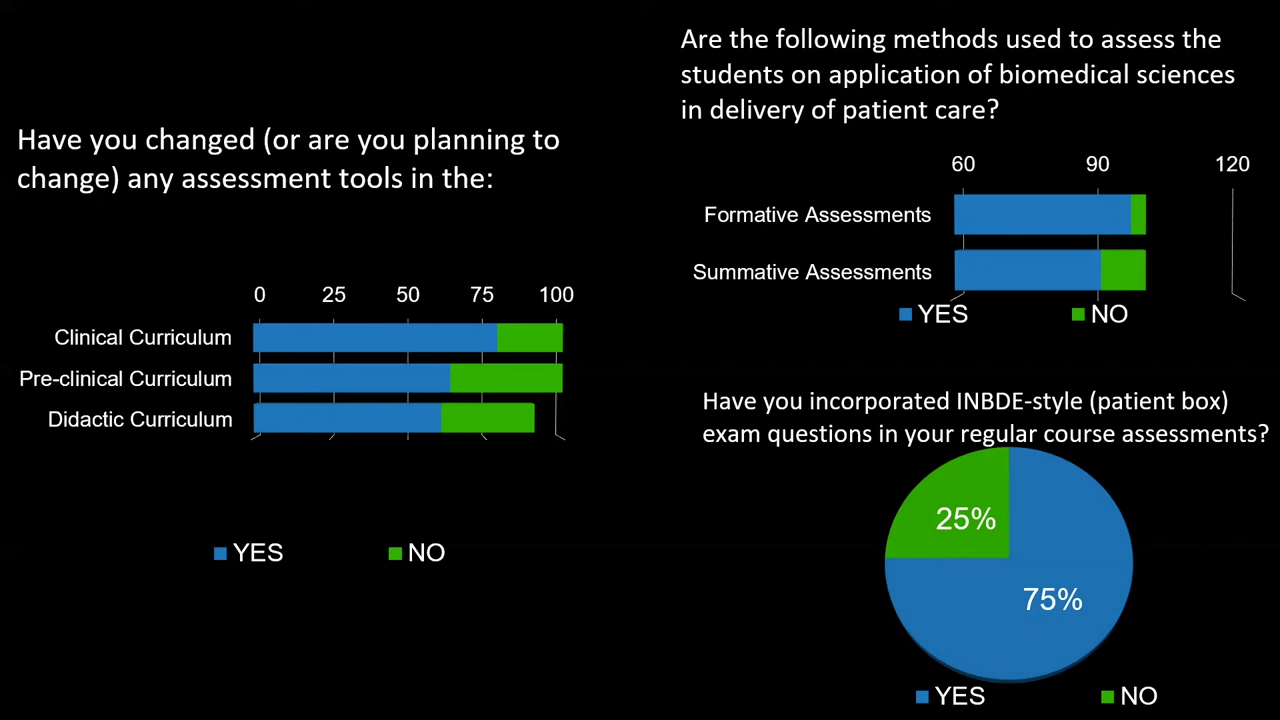 Have you changed (or are you planning to
change) any assessment tools in the:
0 25 50 75 100
Clinical Curriculum
Pre-clinical Curriculum
Didactic Curriculum
YES NO
Are the following methods used to assess the
students on application of biomedical sciences
in delivery of patient care?
60 90 120
Formative Assessments
Summative Assessments
YES NO
Have you incorporated INBDE-style (patient box)
exam questions in your regular course assessments?
25%
75%
YES NO